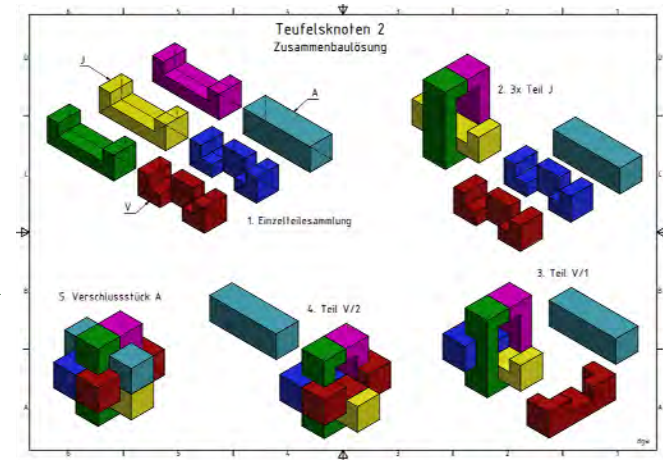 Teufelsknoten 2
Zusammenbaulösung
J
A
V
1. Einzelteilesammlung
2. 3x Teil J
3. Teil V/1
4. Teil V/2
5. Verschlussstück A